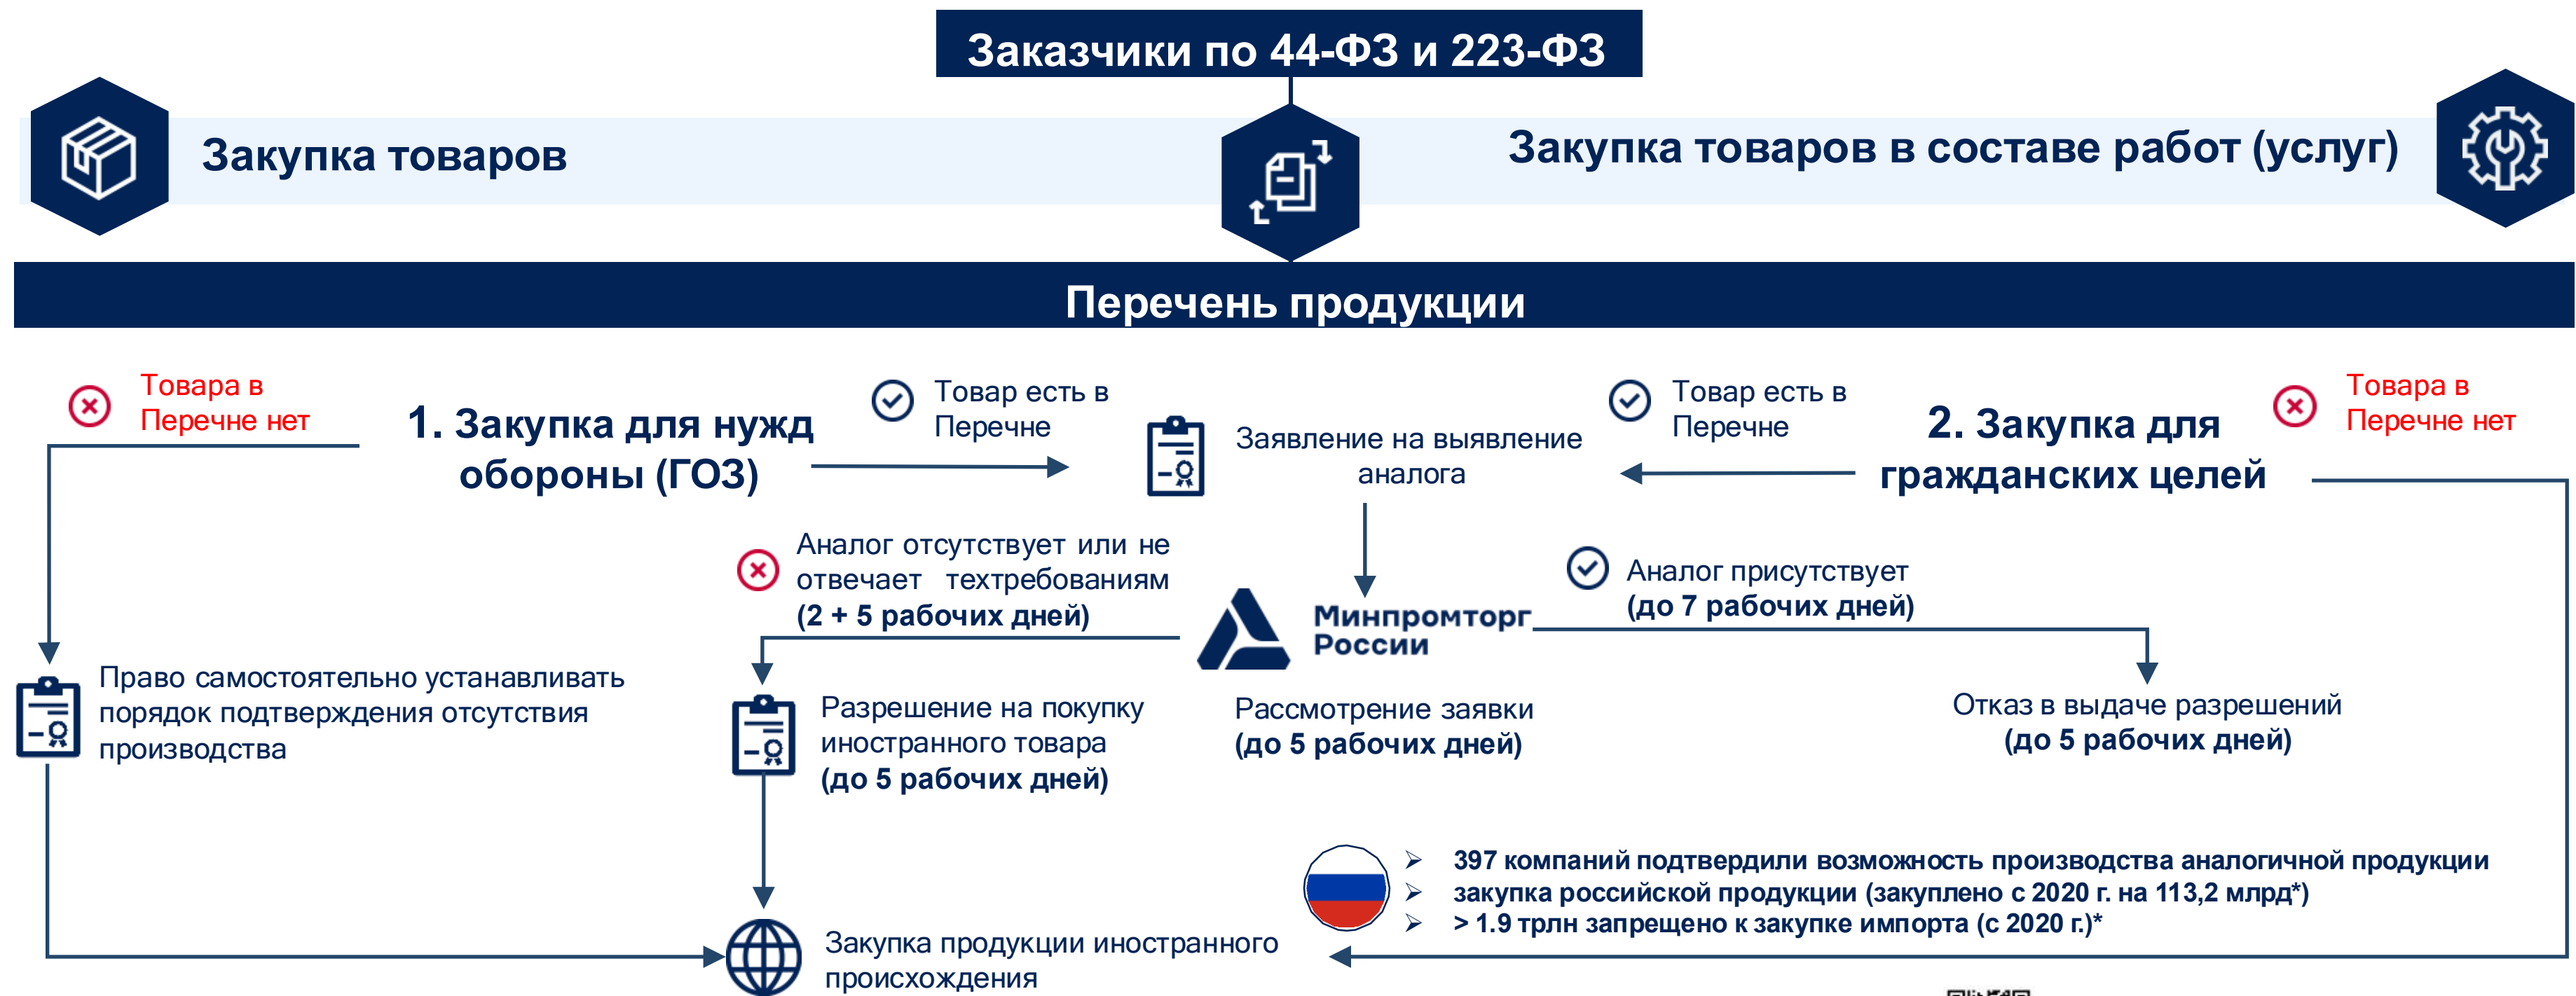 Заказчики по 44-ФЗ и 223-ФЗ
Закупка товаров
Закупка товаров в составе работ (услуг)
Перечень продукции
Товара в
Перечне нет
1. Закупка для нужд
обороны (ГОЗ)
Товар есть в
Перечне
Заявление на выявление
аналога
Товар есть в
Перечне
2. Закупка для
гражданских целей
Товара в
Перечне нет
Аналог отсутствует или не
отвечает техтребованиям
(2 + 5 рабочих дней)
Минпромторг
России
Аналог присутствует
(до 7 рабочих дней)
Право самостоятельно устанавливать
порядок подтверждения отсутствия
производства
Разрешение на покупку
иностранного товара
(до 5 рабочих дней)
Рассмотрение заявки
(до 5 рабочих дней)
Отказ в выдаче разрешений
(до 5 рабочих дней)
397 компаний подтвердили возможность производства аналогичной продукции
закупка российской продукции (закуплено с 2020 г. на 113,2 млрд*)
> 1.9 трлн запрещено к закупке импорта (с 2020 г.)*
Закупка продукции иностранного
происхождения